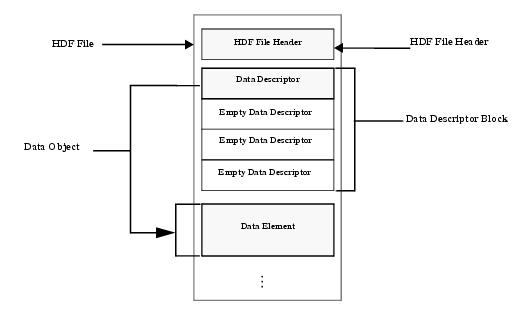 HDF File
HDF File Header
HDF File Header
Data Descriptor
Empty Data Descriptor
Empty Data Descriptor
Empty Data Descriptor
Data Descriptor Block
Data Object
Data Element
⋮